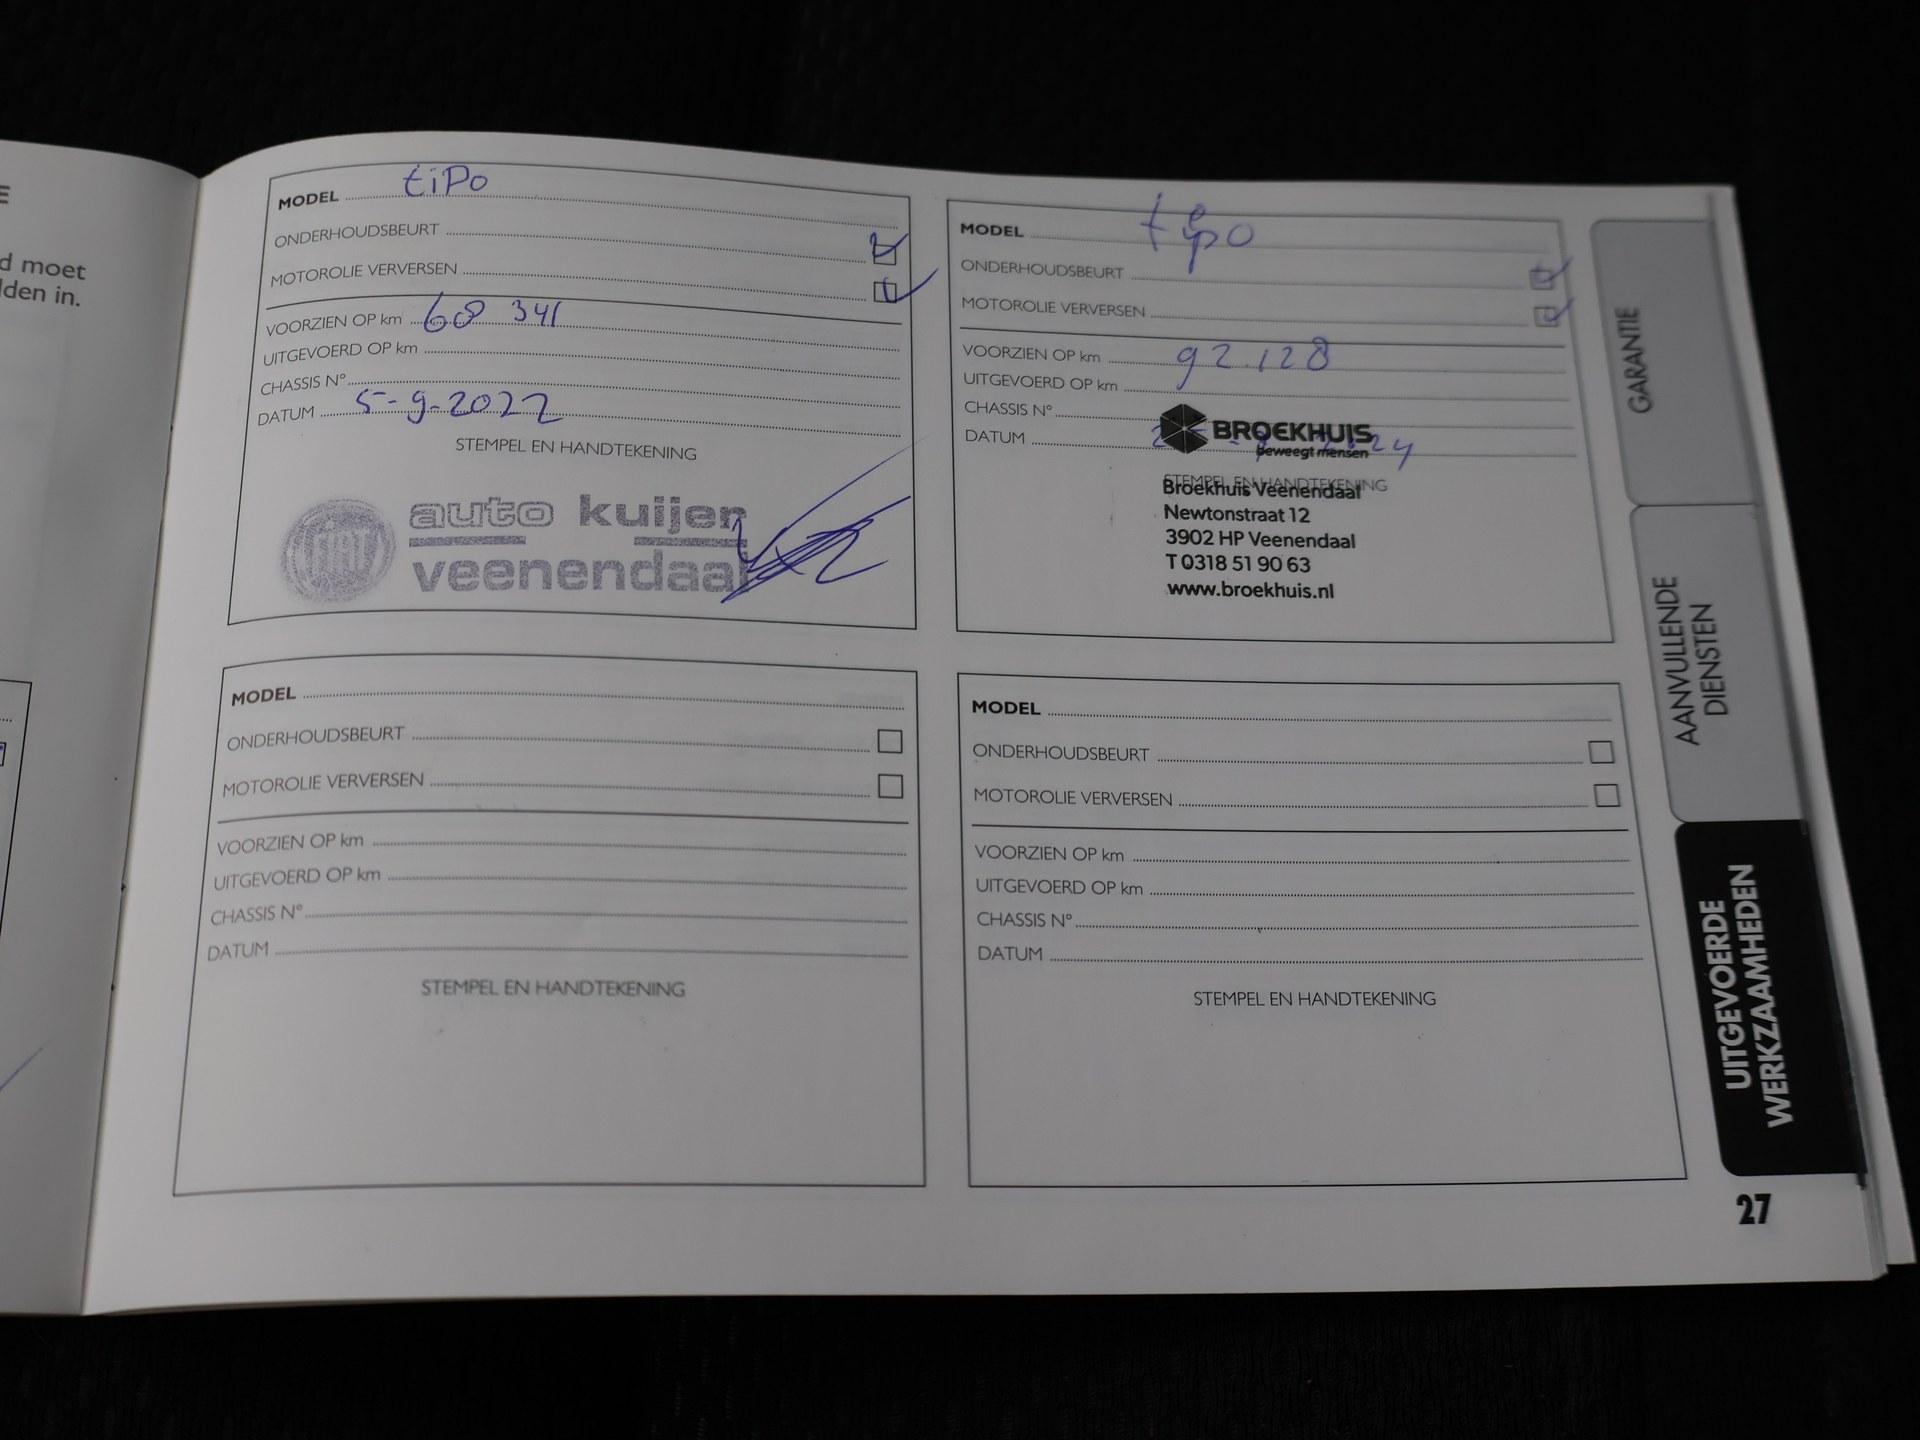 E
d moet
lden in.
MODEL tipo
ONDERHOUDSBEURT
MOTOROLIE VERVERSEN
VOORZIEN OP km 60 341
UITGEVOERD OP km
CHASSIS N°
DATUM 5-9-2022
STEMPEL EN HANDTEKENING
FIAT
auto kuijer
veenendaal
MODEL tipo
ONDERHOUDSBEURT
MOTOROLIE VERVERSEN
VOORZIEN OP km 92.128
UITGEVOERD OP km
CHASSIS N°
DATUM
BROEKHUIS
Beweegt mensen
STEMPEL EN HANDTEKENING
Broekhuis Veenendaal
Newtonstraat 12
3902 HP Veenendaal
T 0318 51 90 63
www.broekhuis.nl
MODEL
ONDERHOUDSBEURT
MOTOROLIE VERVERSEN
VOORZIEN OP km
UITGEVOERD OP km
CHASSIS N°
DATUM
STEMPEL EN HANDTEKENING
MODEL
ONDERHOUDSBEURT
MOTOROLIE VERVERSEN
VOORZIEN OP km
UITGEVOERD OP km
CHASSIS N°
DATUM
STEMPEL EN HANDTEKENING
GARANTIE
AANVULLENDE
DIENSTEN
UITGEVOERDE
WERKZAAMHEDEN
27